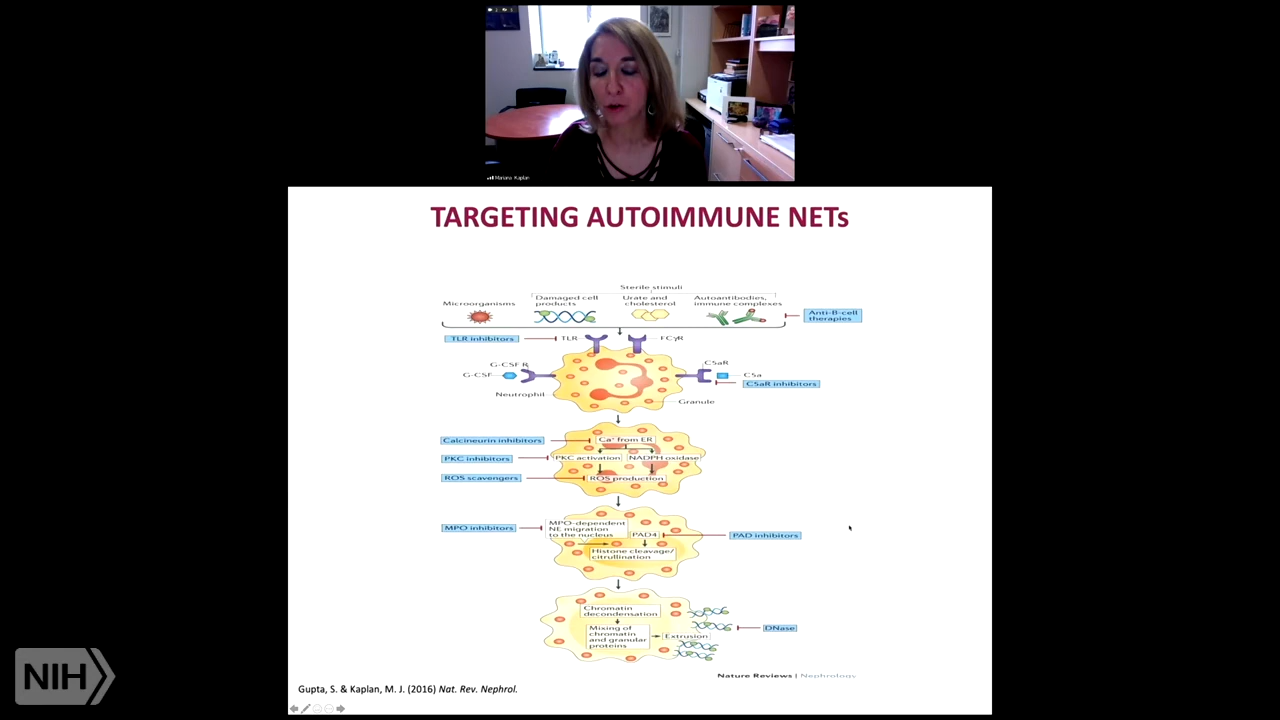 Mariana Kaplan
TARGETING AUTOIMMUNE NETs
Sterile stimuli
Microorganisms
Damaged cell
products
Urate and
cholesterol
Autoantibodies,
immune complexes
Anti-B-cell
therapies
TLR inhibitors
TLR
FCγR
G-CSF R
G-CSF
C5aR
C5a
C5aR inhibitors
Neutrophil
Granule
Calcineurin inhibitors
Ca⁺ from ER
PKC inhibitors
PKC activation
NADPH oxidase
ROS scavengers
ROS production
MPO inhibitors
MPO-dependent
NE migration
to the nucleus
PAD4
PAD inhibitors
Histone cleavage/
citrullination
Chromatin
decondensation
Mixing of
chromatin
and granular
proteins
Extrusion
DNase
Nature Reviews | Nephrology
NIH
Gupta, S. & Kaplan, M. J. (2016) Nat. Rev. Nephrol.